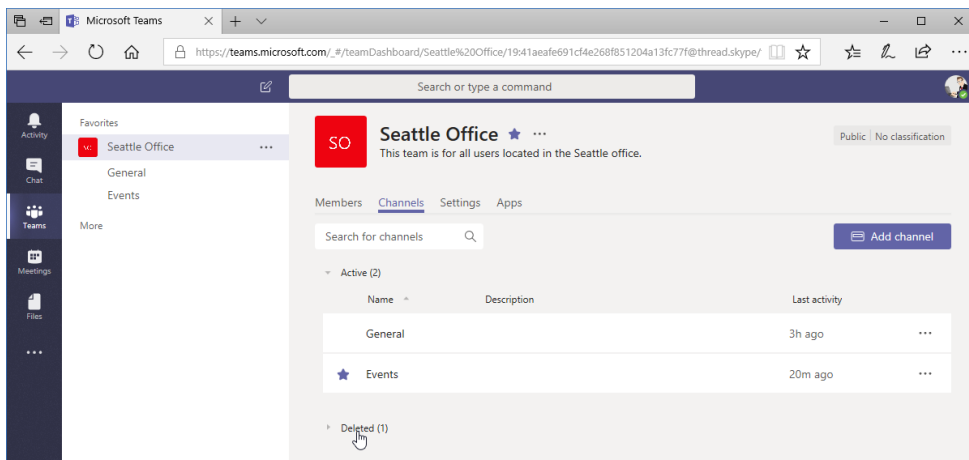 Microsoft Teams
https://teams.microsoft.com/_#/teamDashboard/Seattle%20Office/19:41aeafe691cf4e268f851204a13fc77f@thread.skype/
Search or type a command
Activity
Chat
Teams
Meetings
Files
Favorites
Seattle Office
General
Events
More
SO
Seattle Office
This team is for all users located in the Seattle office.
Public | No classification
Members Channels Settings Apps
Search for channels
Add channel
Active (2)
Name Description Last activity
General 3h ago
Events 20m ago
Deleted (1)